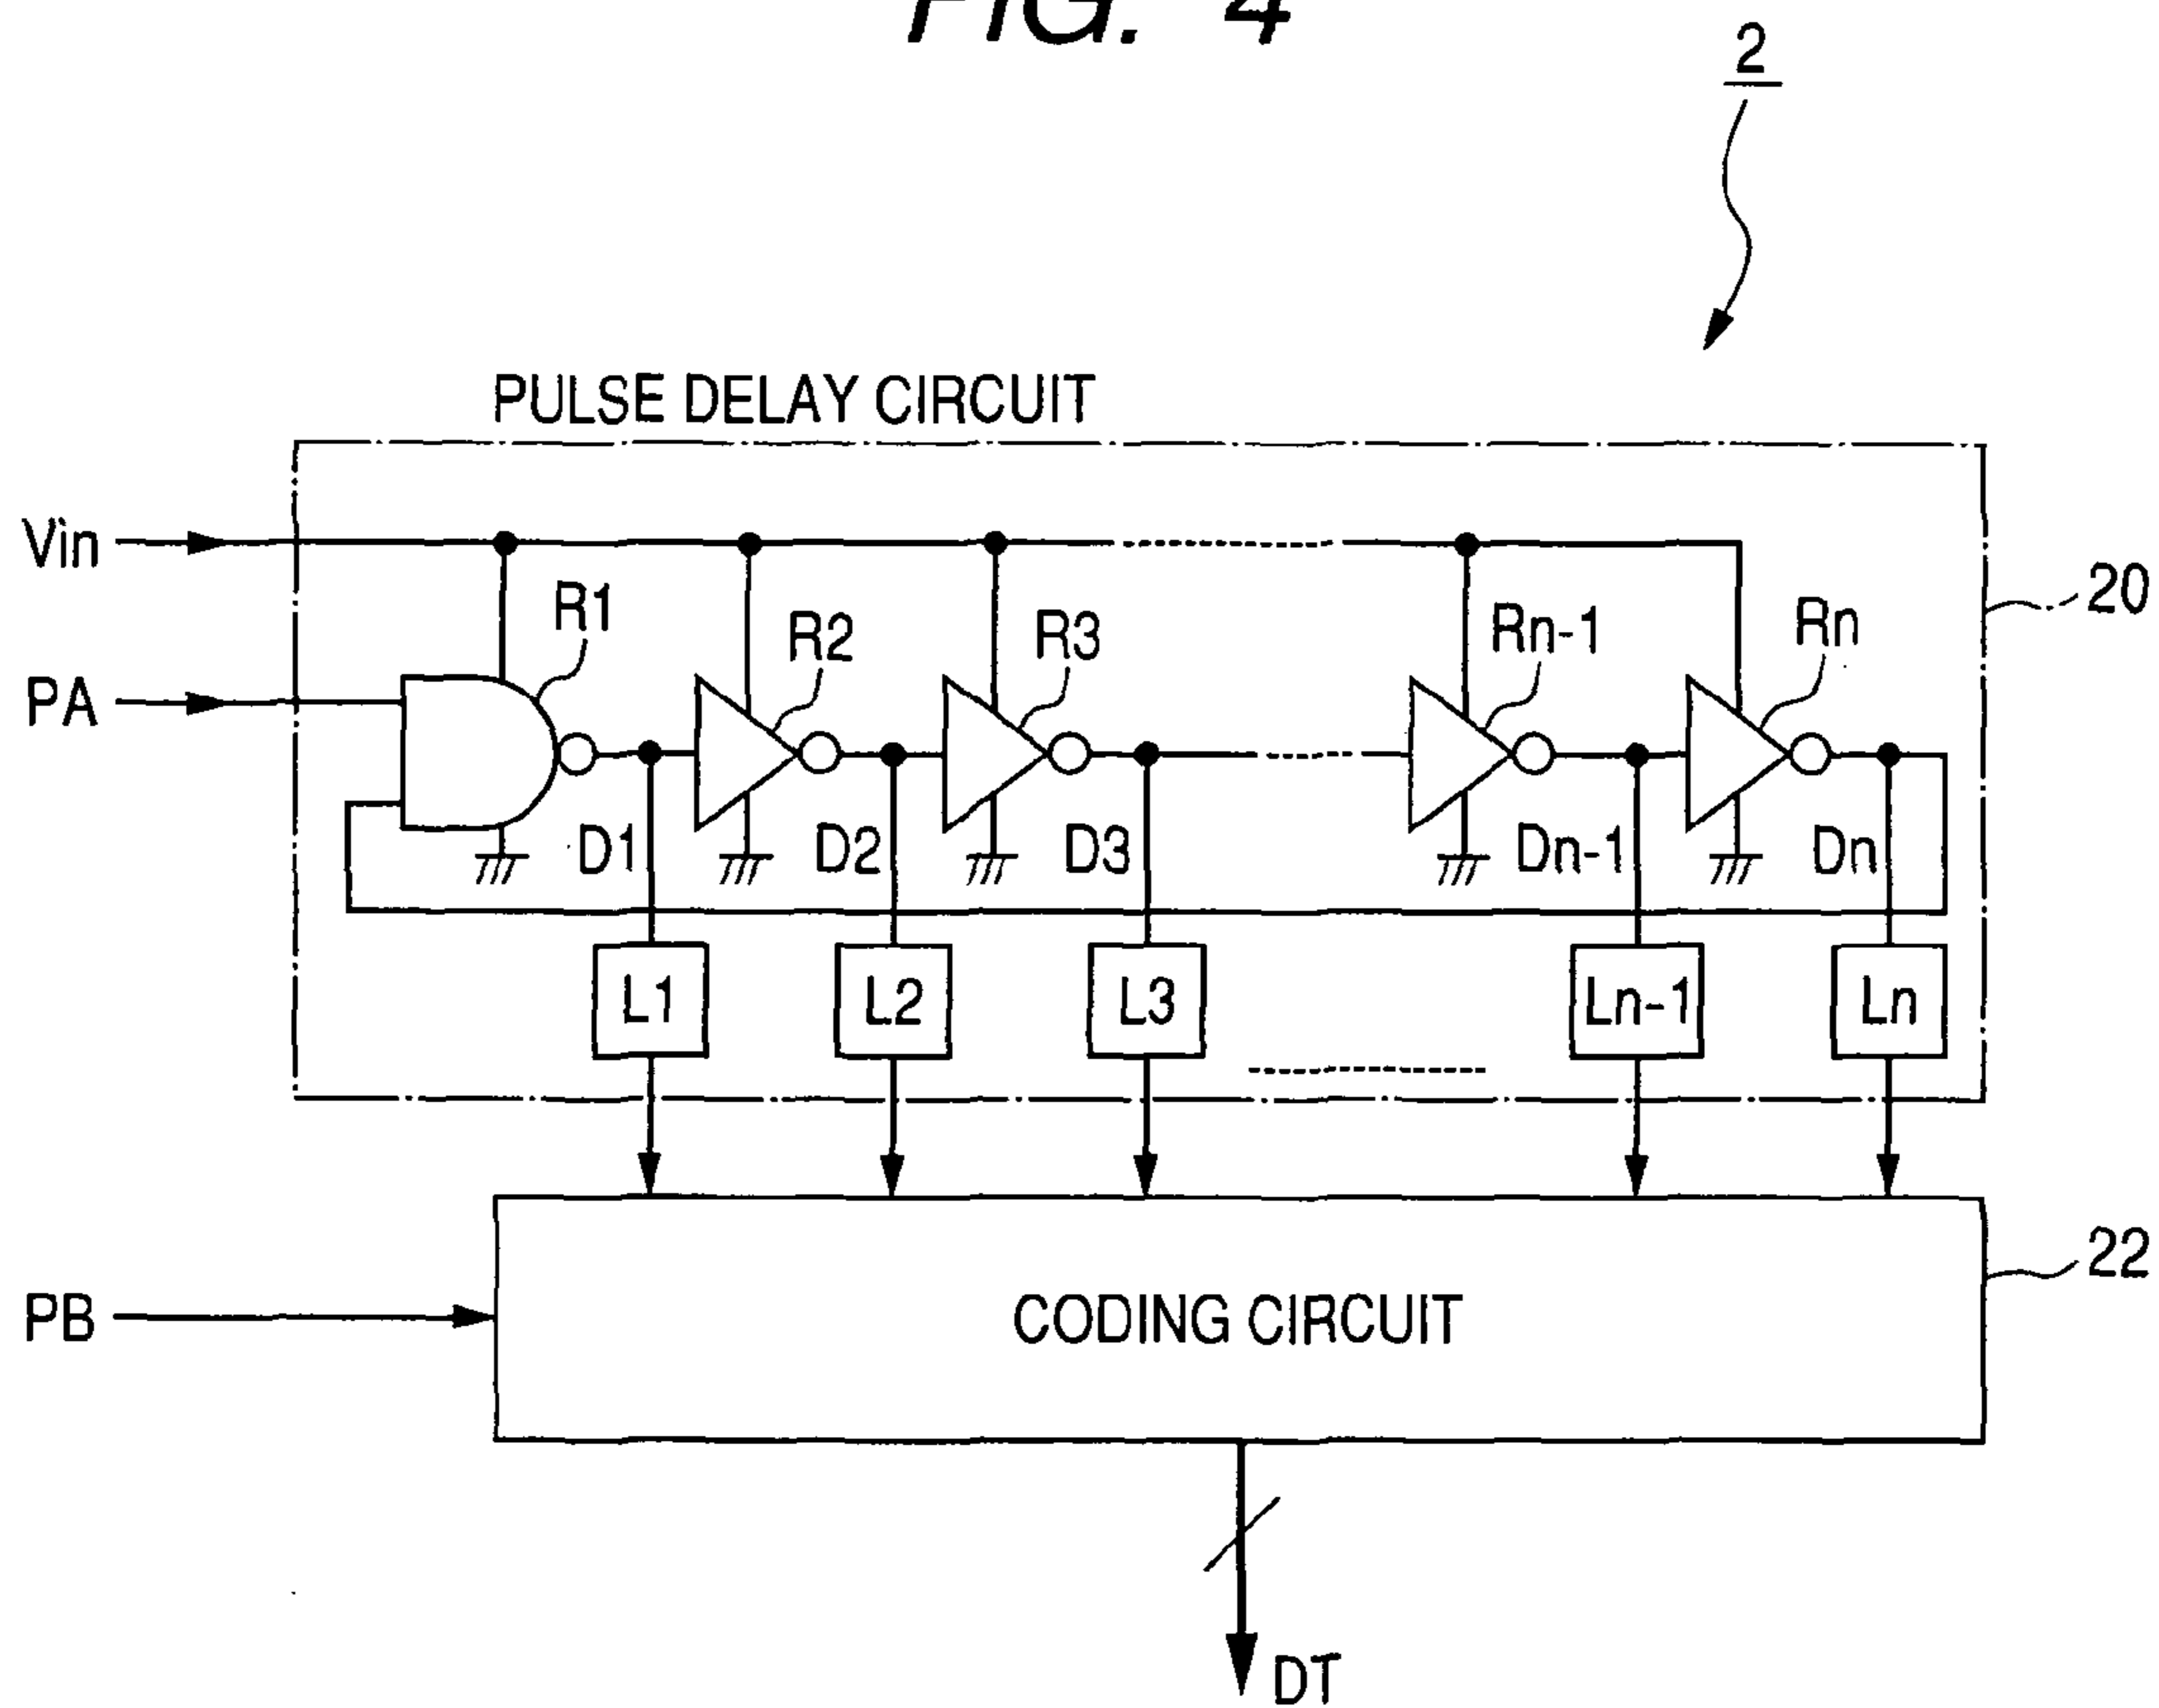 FIG. 4
2
PULSE DELAY CIRCUIT
Vin
R1
R2
R3
Rn-1
Rn
20
PA
D1
D2
D3
Dn-1
Dn
L1
L2
L3
Ln-1
Ln
22
PB
CODING CIRCUIT
DT